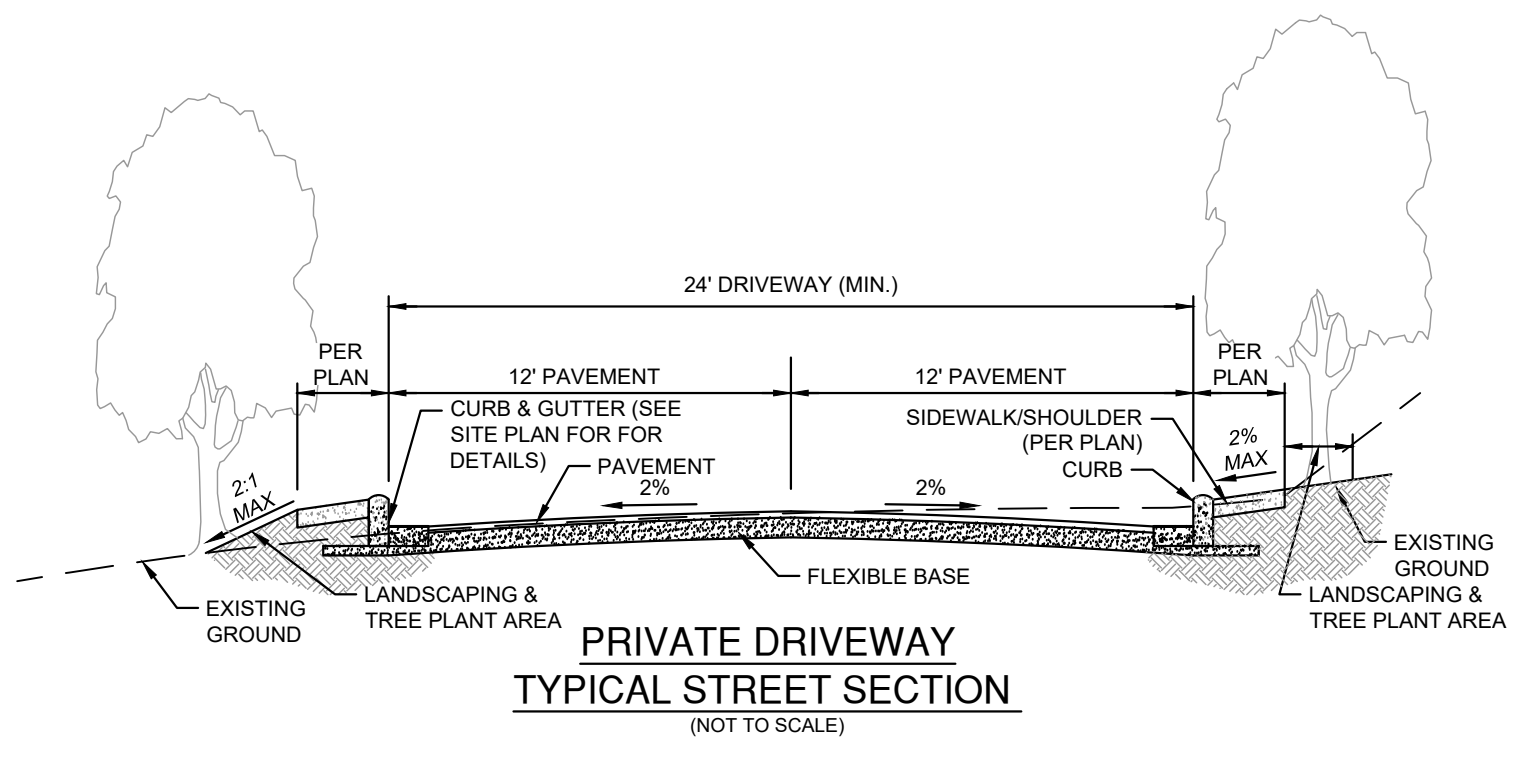 24' DRIVEWAY (MIN.)
PER
PLAN
12' PAVEMENT
12' PAVEMENT
PER
PLAN
CURB & GUTTER (SEE
SITE PLAN FOR FOR
DETAILS)
PAVEMENT
SIDEWALK/SHOULDER
(PER PLAN)
CURB
2%
MAX
2:1
MAX
2%
2%
FLEXIBLE BASE
EXISTING
GROUND
LANDSCAPING &
TREE PLANT AREA
EXISTING
GROUND
LANDSCAPING &
TREE PLANT AREA
PRIVATE DRIVEWAY
TYPICAL STREET SECTION
(NOT TO SCALE)